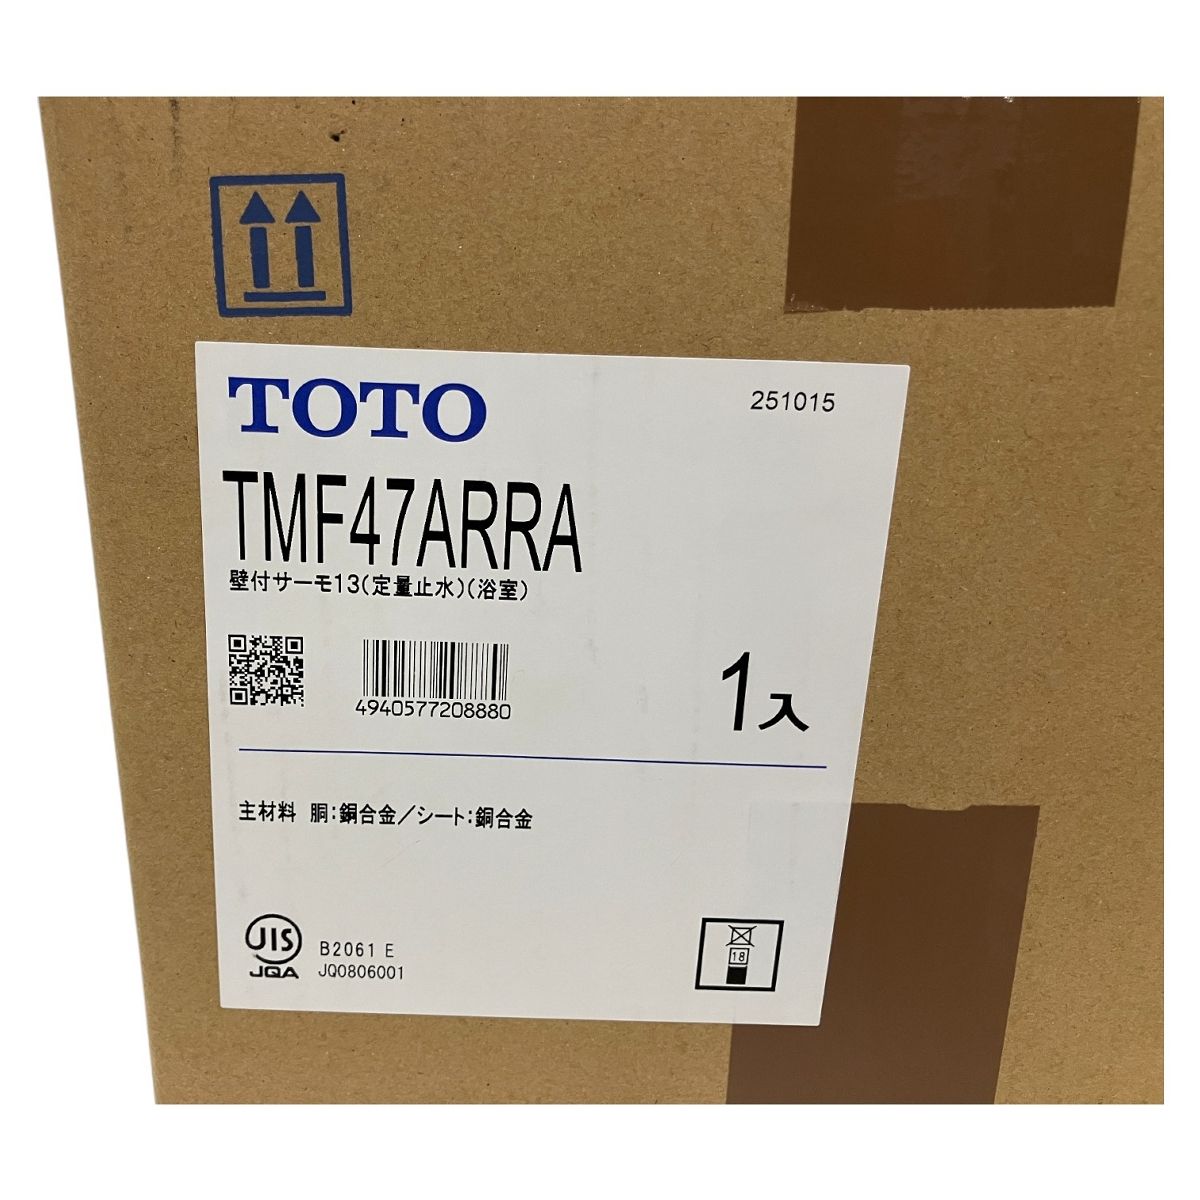 TOTO
251015
TMF47ARRA
壁付サーモ13(定量止水)(浴室)
4940577208880
1入
主材料 胴:銅合金/シート:銅合金
JIS
JQA
B2061 E
JQ0806001
18